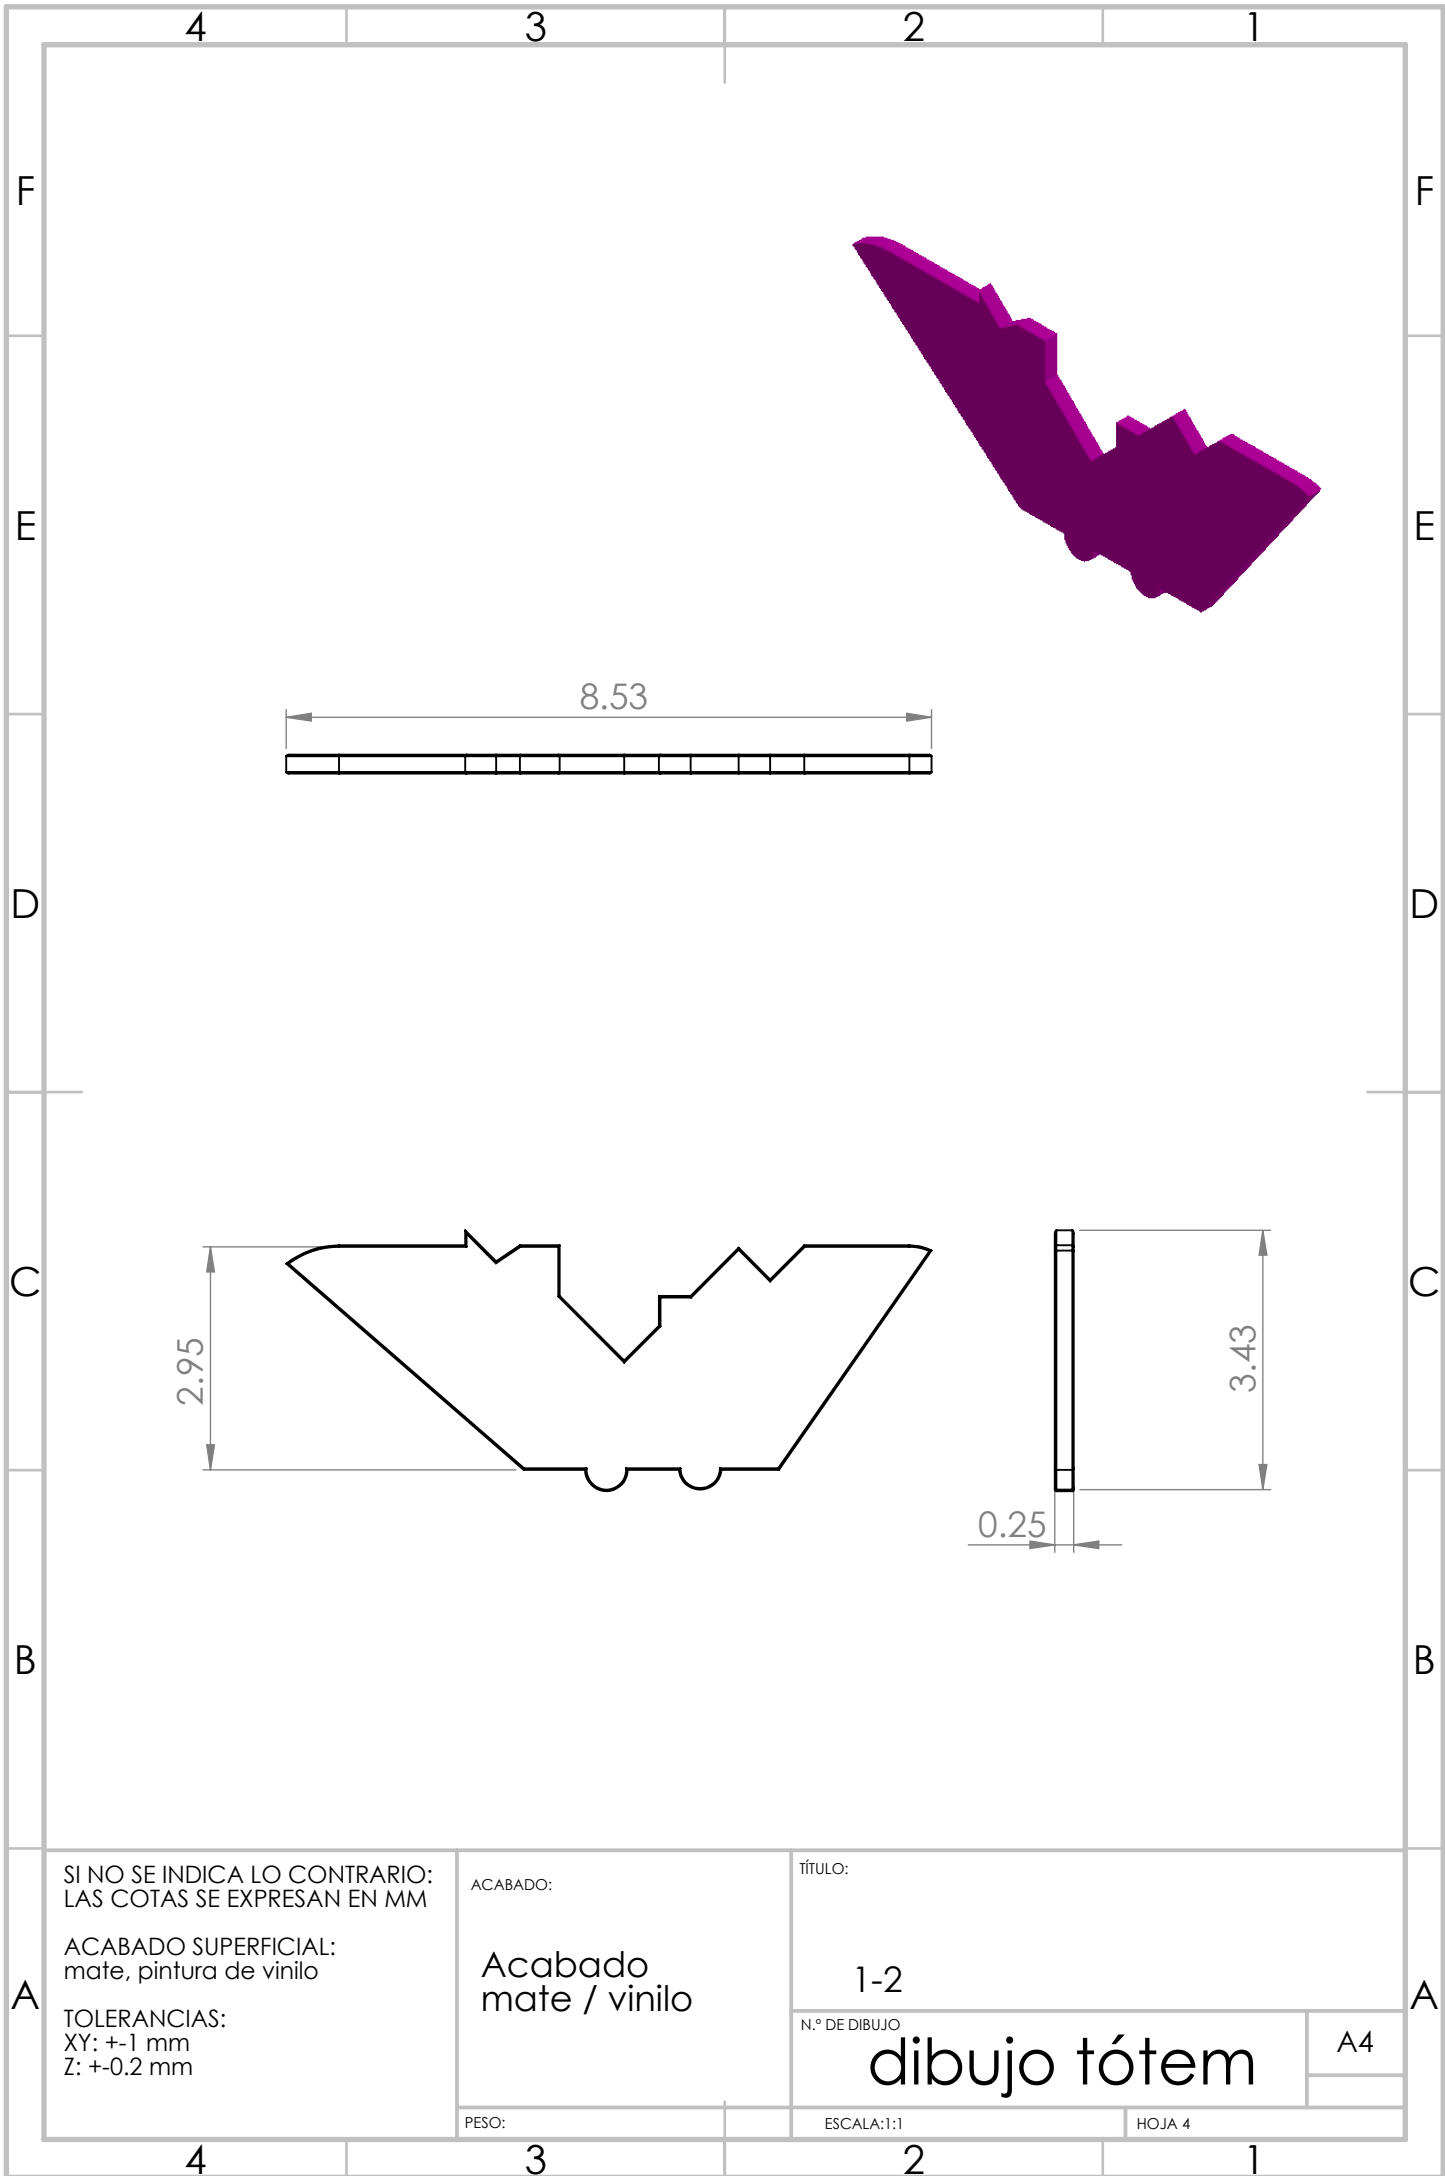 4 3 2 1
F F
E E
8.53
D D
C C
2.95
3.43
0.25
B B
SI NO SE INDICA LO CONTRARIO:
LAS COTAS SE EXPRESAN EN MM
ACABADO SUPERFICIAL:
mate, pintura de vinilo
TOLERANCIAS:
XY: +-1 mm
Z: +-0.2 mm
ACABADO:
Acabado
mate / vinilo
PESO:
TÍTULO:
1-2
N.º DE DIBUJO
dibujo tótem
A4
ESCALA:1:1
HOJA 4
A A
4 3 2 1